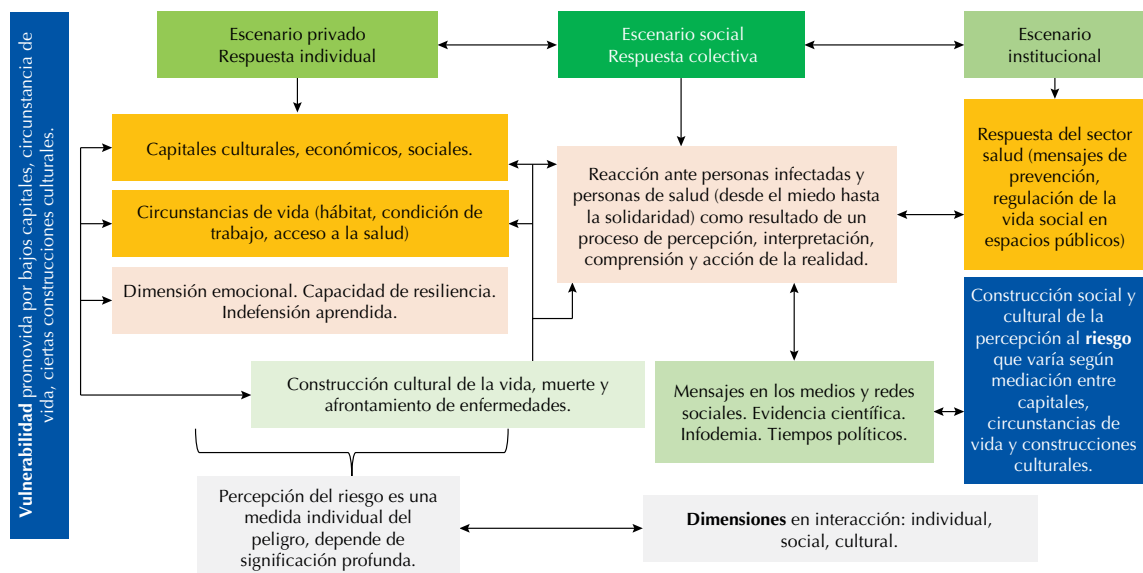 Vulnerabilidad promovida por bajos capitales, circunstancia de
vida, ciertas construcciones culturales.
Escenario privado
Respuesta individual
Escenario social
Respuesta colectiva
Escenario
institucional
Capitales culturales, económicos, sociales.
Circunstancias de vida (hábitat, condición de
trabajo, acceso a la salud)
Dimensión emocional. Capacidad de resiliencia.
Indefensión aprendida.
Construcción cultural de la vida, muerte y
afrontamiento de enfermedades.
Reacción ante personas infectadas y
personas de salud (desde el miedo hasta
la solidaridad) como resultado de un
proceso de percepción, interpretación,
comprensión y acción de la realidad.
Mensajes en los medios y redes
sociales. Evidencia científica.
Infodemia. Tiempos políticos.
Respuesta del sector
salud (mensajes de
prevención,
regulación de la
vida social en
espacios públicos)
Construcción social y
cultural de la
percepción al riesgo
que varía según
mediación entre
capitales,
circunstancias de
vida y construcciones
culturales.
Percepción del riesgo es una
medida individual del
peligro, depende de
significación profunda.
Dimensiones en interacción: individual,
social, cultural.